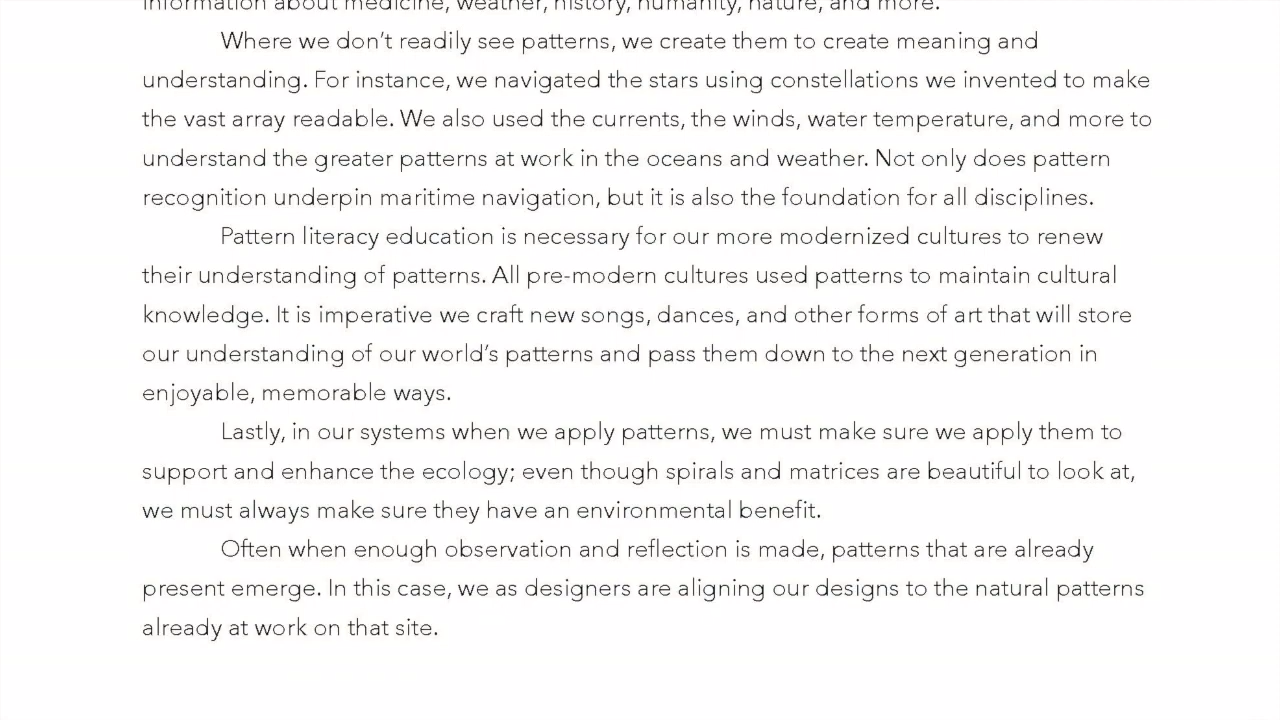 information about medicine, weather, history, humanity, nature, and more.
Where we don't readily see patterns, we create them to create meaning and
understanding. For instance, we navigated the stars using constellations we invented to make
the vast array readable. We also used the currents, the winds, water temperature, and more to
understand the greater patterns at work in the oceans and weather. Not only does pattern
recognition underpin maritime navigation, but it is also the foundation for all disciplines.
Pattern literacy education is necessary for our more modernized cultures to renew
their understanding of patterns. All pre-modern cultures used patterns to maintain cultural
knowledge. It is imperative we craft new songs, dances, and other forms of art that will store
our understanding of our world's patterns and pass them down to the next generation in
enjoyable, memorable ways.
Lastly, in our systems when we apply patterns, we must make sure we apply them to
support and enhance the ecology; even though spirals and matrices are beautiful to look at,
we must always make sure they have an environmental benefit.
Often when enough observation and reflection is made, patterns that are already
present emerge. In this case, we as designers are aligning our designs to the natural patterns
already at work on that site.